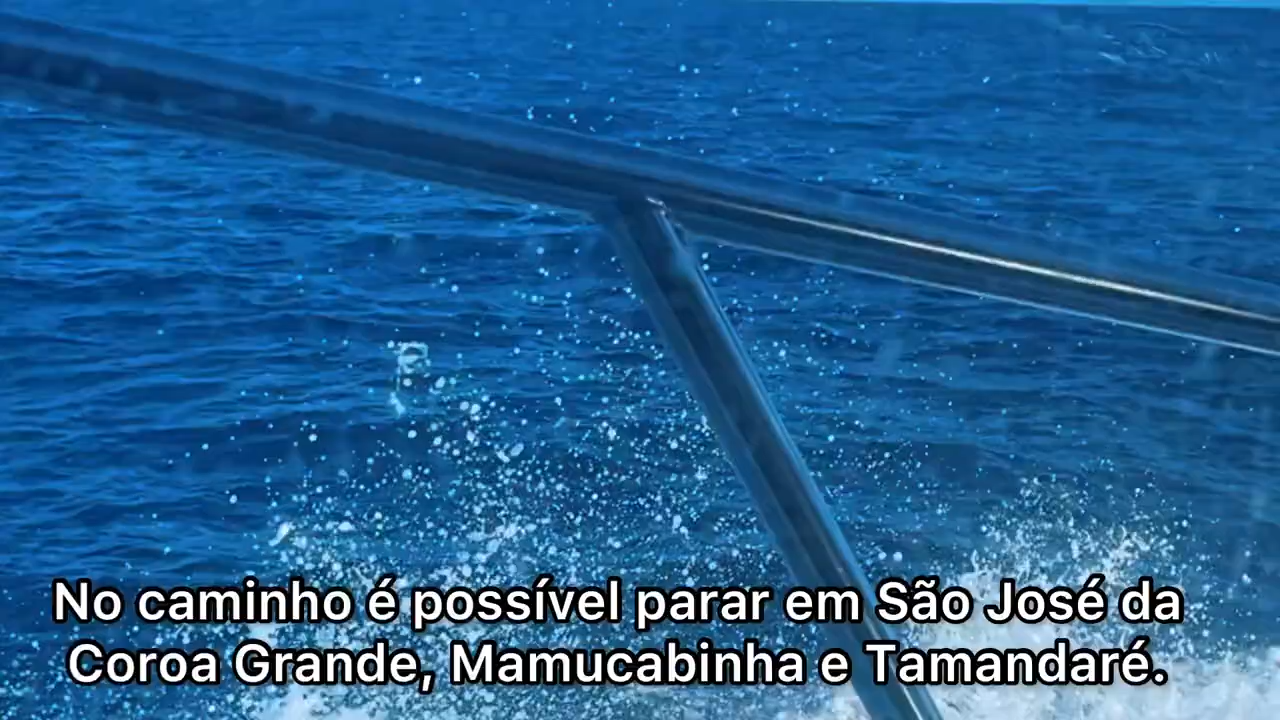 No caminho é possível parar em São José da
Coroa Grande, Mamucabinha e Tamandaré.